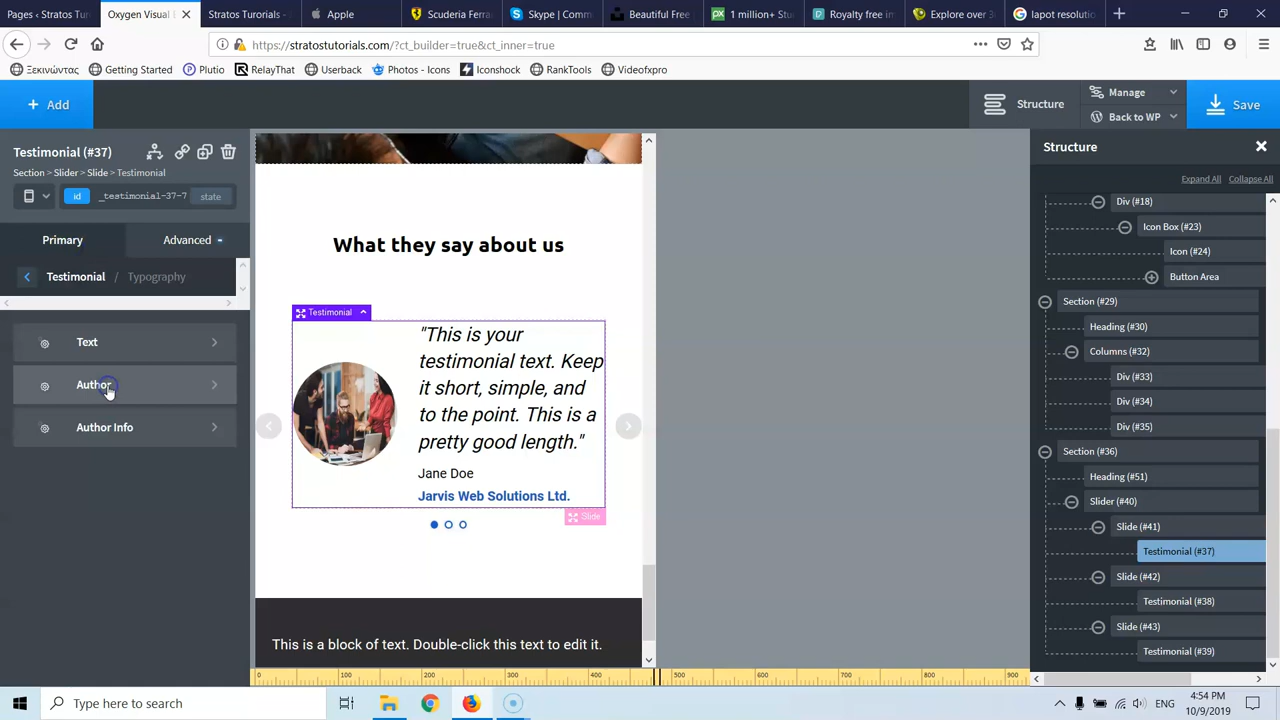 Pages ‹ Stratos Tu
Oxygen Visual
Stratos Turorials -
Apple
Scuderia Ferra
Skype | Comm
Beautiful Free
1 million+ Stu
Royalty free in
Explore over 3
lapot resolutio
https://stratostutorials.com/?ct_builder=true&ct_inner=true
Ξεκινώντας
Getting Started
Plutio
RelayThat
Userback
Photos - Icons
Iconshock
RankTools
Videofxpro
+ Add
Structure
Manage
Back to WP
Save
Testimonial (#37)
Section > Slider > Slide > Testimonial
id
_testimonial-37-7
state
Primary
Advanced
Testimonial / Typography
Text
Author
Author Info
What they say about us
Testimonial
"This is your
testimonial text. Keep
it short, simple, and
to the point. This is a
pretty good length."
Jane Doe
Jarvis Web Solutions Ltd.
Slide
This is a block of text. Double-click this text to edit it.
0 100 200 300 400 500 600 700 800 900
Structure
Expand All
Collapse All
Div (#18)
Icon Box (#23)
Icon (#24)
Button Area
Section (#29)
Heading (#30)
Columns (#32)
Div (#33)
Div (#34)
Div (#35)
Section (#36)
Heading (#51)
Slider (#40)
Slide (#41)
Testimonial (#37)
Slide (#42)
Testimonial (#38)
Slide (#43)
Testimonial (#39)
Type here to search
ENG
4:54 PM
10/9/2019